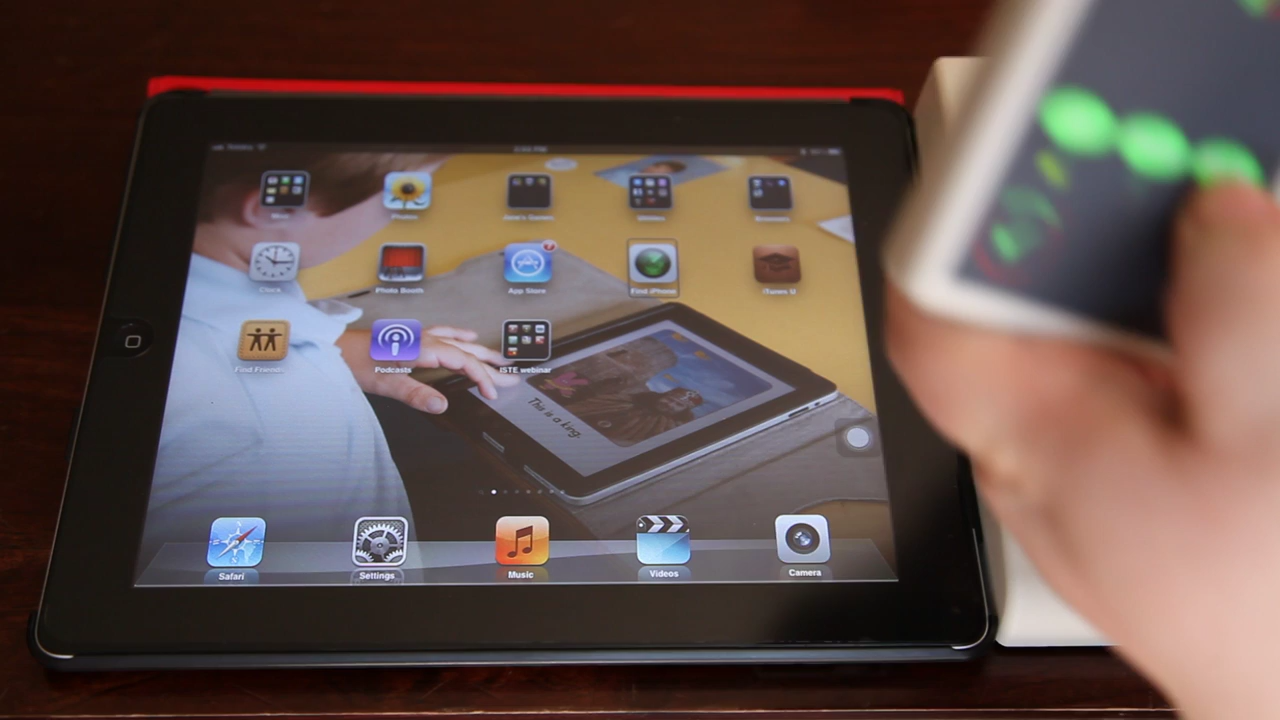 Photos
Clock
Photo Booth
App Store
Find iPhone
iTunes U
Find Friends
Podcasts
ISTE webinar
This is a king.
Safari
Settings
Music
Videos
Camera